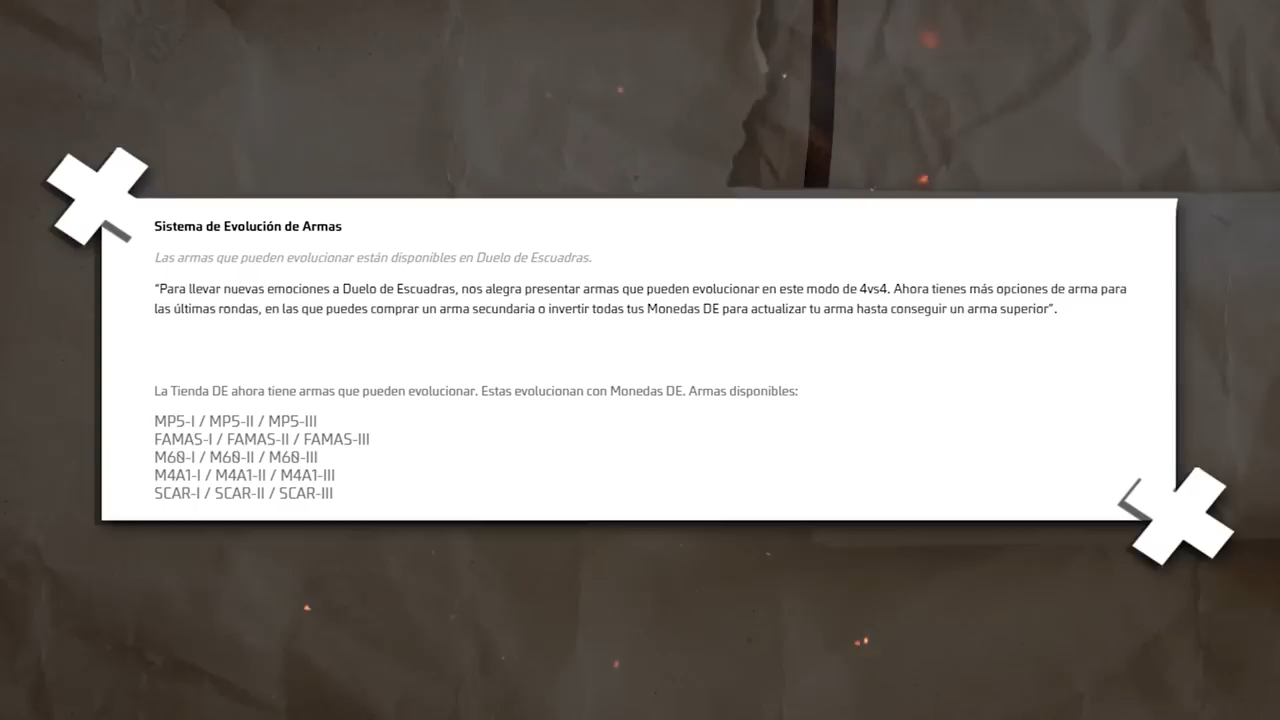 Sistema de Evolución de Armas
Las armas que pueden evolucionar están disponibles en Duelo de Escuadras.
“Para llevar nuevas emociones a Duelo de Escuadras, nos alegra presentar armas que pueden evolucionar en este modo de 4vs4. Ahora tienes más opciones de arma para
las últimas rondas, en las que puedes comprar un arma secundaria o invertir todas tus Monedas DE para actualizar tu arma hasta conseguir un arma superior”.
La Tienda DE ahora tiene armas que pueden evolucionar. Estas evolucionan con Monedas DE. Armas disponibles:
MP5-I / MP5-II / MP5-III
FAMAS-I / FAMAS-II / FAMAS-III
M60-I / M60-II / M60-III
M4A1-I / M4A1-II / M4A1-III
SCAR-I / SCAR-II / SCAR-III